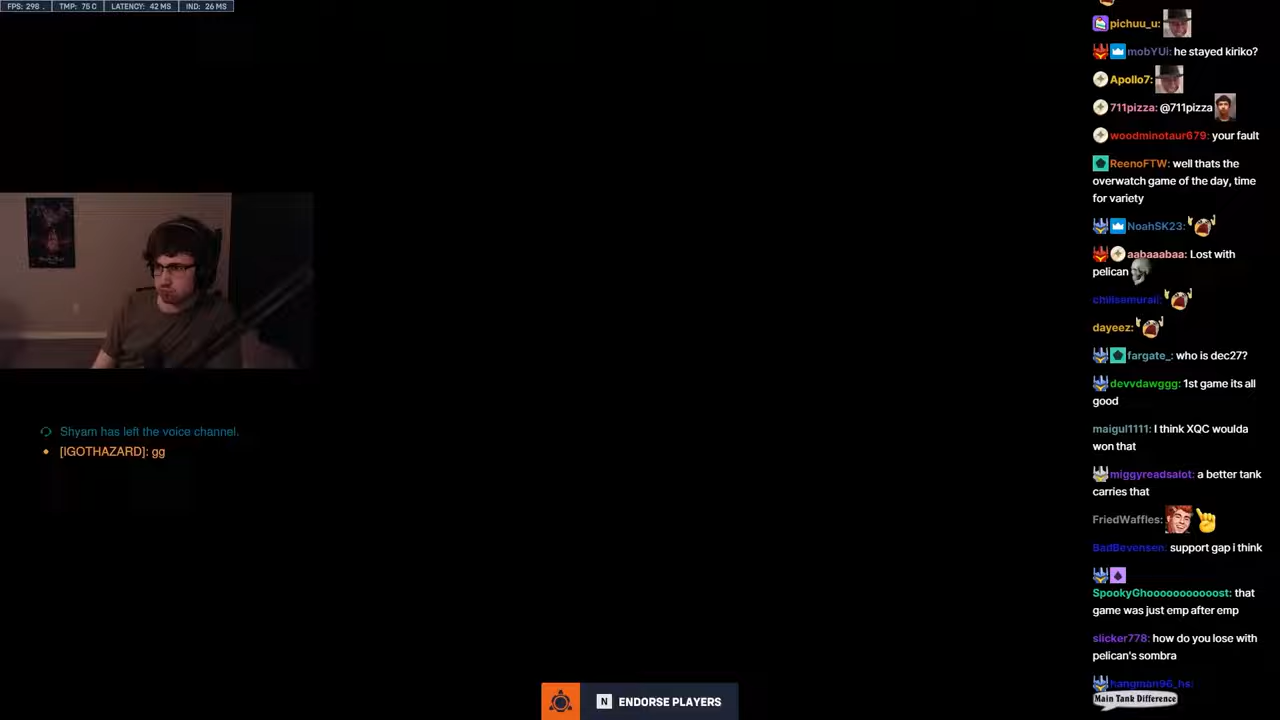 FPS: 298 . TMP: 75 C LATENCY: 42 MS IND: 26 MS
pichuu_u:
mobYUi: he stayed kiriko?
Apollo7:
711pizza: @711pizza
woodminotaur679: your fault
ReenoFTW: well thats the
overwatch game of the day, time
for variety
NoahSK23:
aabaaabaa: Lost with
pelican
chiisamurai:
dayeez:
fargate_: who is dec27?
devvdawggg: 1st game its all
good
maigul1111: I think XQC woulda
won that
miggyreadsalot: a better tank
carries that
FriedWaffles:
BadBevensen: support gap i think
SpookyGhooooooooooost: that
game was just emp after emp
slicker778: how do you lose with
pelican's sombra
hangman96_hs:
Main Tank Difference
Shyam has left the voice channel.
[IGOTHAZARD]: gg
N ENDORSE PLAYERS